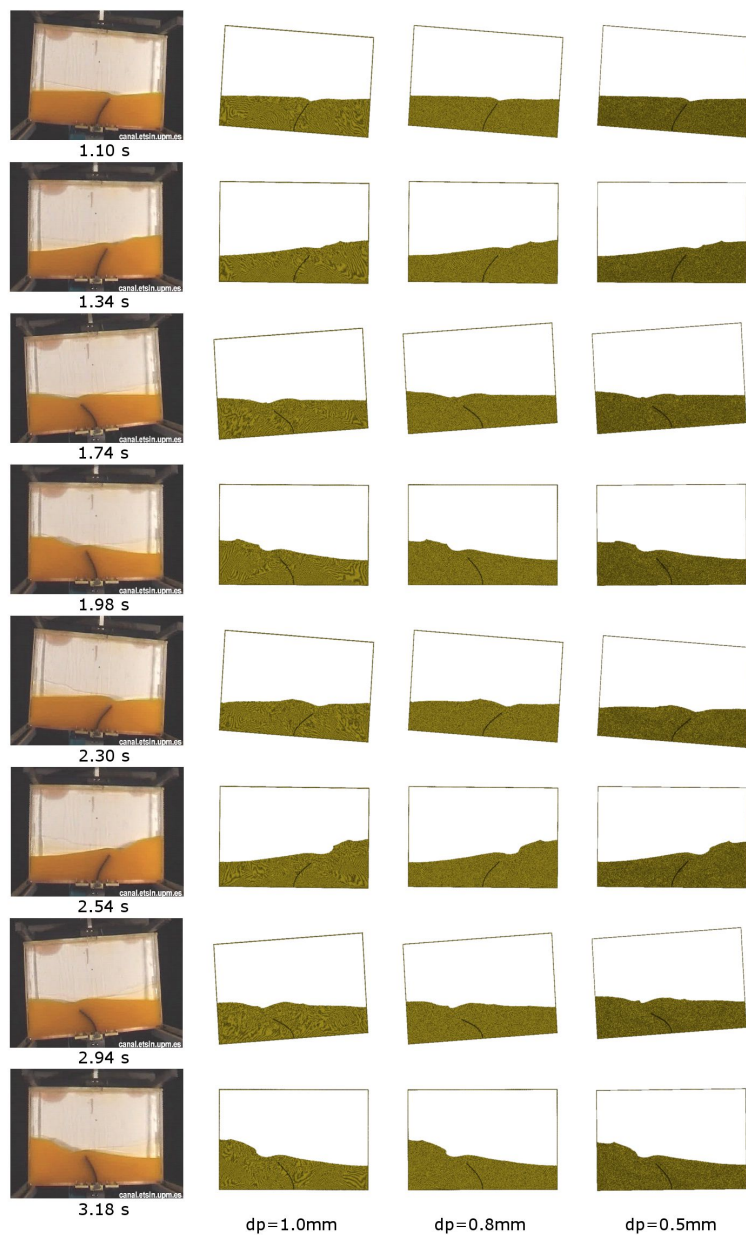 canal.etsin.upm.es
1.10 s
canal.etsin.upm.es
1.34 s
canal.etsin.upm.es
1.74 s
canal.etsin.upm.es
1.98 s
canal.etsin.upm.es
2.30 s
canal.etsin.upm.es
2.54 s
canal.etsin.upm.es
2.94 s
canal.etsin.upm.es
3.18 s
dp=1.0mm dp=0.8mm dp=0.5mm